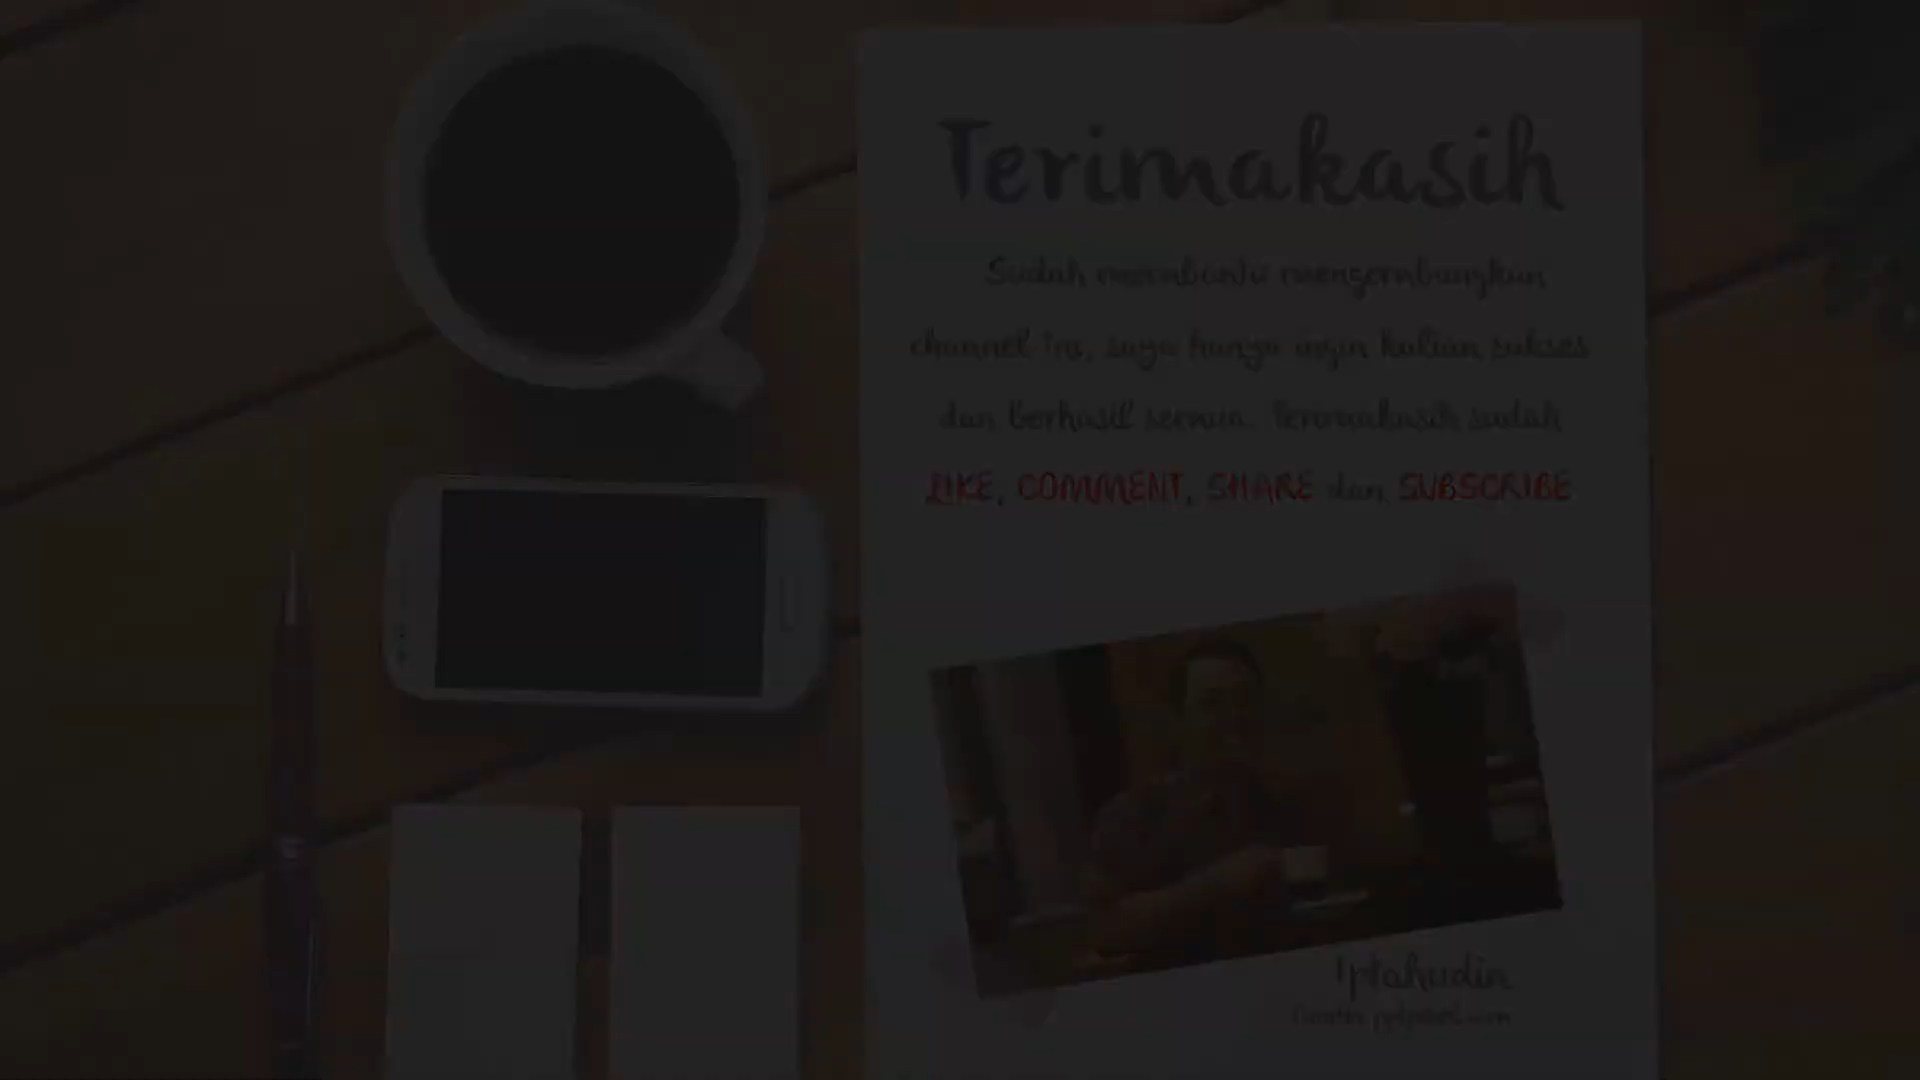 Terimakasih
Sudah membantu mengembangkan
channel ini, saya hanya ingin kalian sukses
dan berhasil semua. Terimakasih sudah
LIKE, COMMENT, SHARE dan SUBSCRIBE
Iptahudin